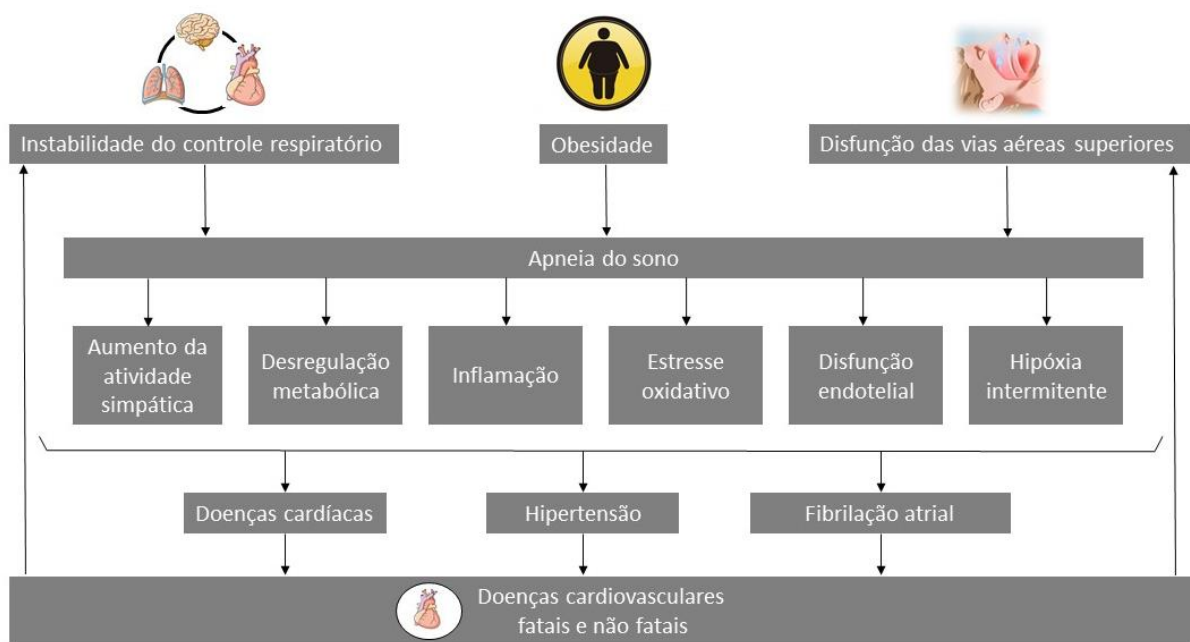 Instabilidade do controle respiratório
Obesidade
Disfunção das vias aéreas superiores
Apneia do sono
Aumento da
atividade
simpática
Desregulação
metabólica
Inflamação
Estresse
oxidativo
Disfunção
endotelial
Hipóxia
intermitente
Doenças cardíacas
Hipertensão
Fibrilação atrial
Doenças cardiovasculares
fatais e não fatais